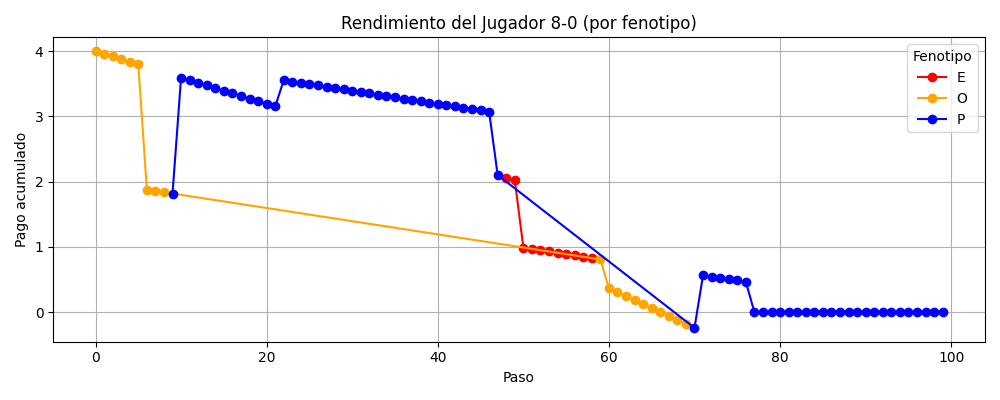 Rendimiento del Jugador 8-0 (por fenotipo)
Pago acumulado
4
3
2
1
0
Fenotipo
E
O
P
0
20
40
60
80
100
Paso